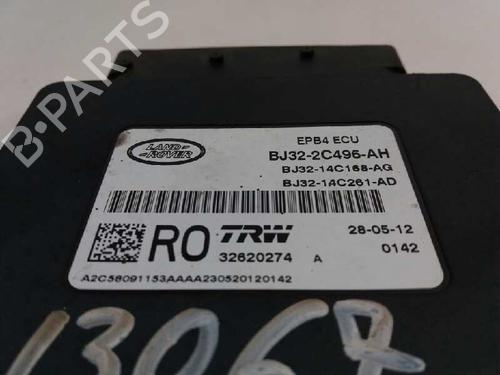 B-PARTS
LAND-
ROVER
EPB4 ECU
BJ32-2C496-AH
BJ32-14C168-AG
BJ32-14C261-AD
RO TRW 28-05-12
32620274 A 0142
A2C58091153AAAA230520120142
13067